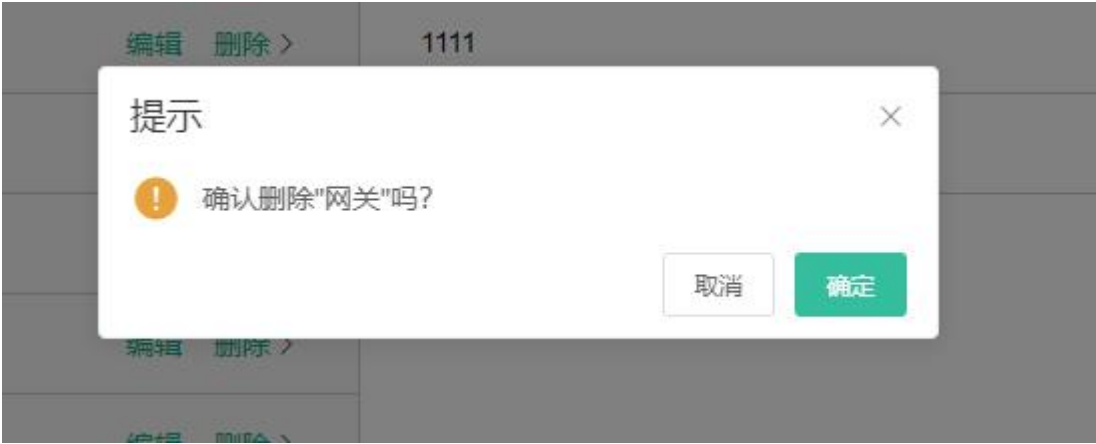 编辑 删除 > 1111
提示
确认删除"网关"吗?
取消 确定
编辑 删除 >
编辑 删除 >